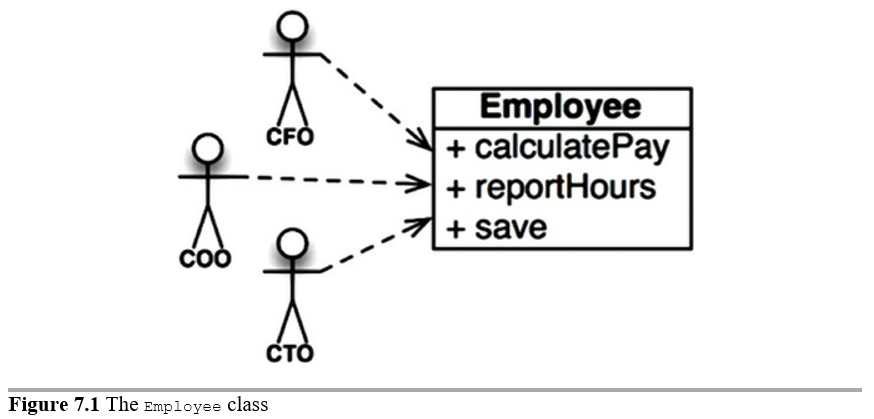 CFO
Employee
+ calculatePay
COO
+ reportHours
+ save
CTO
Figure 7.1 The Employee class